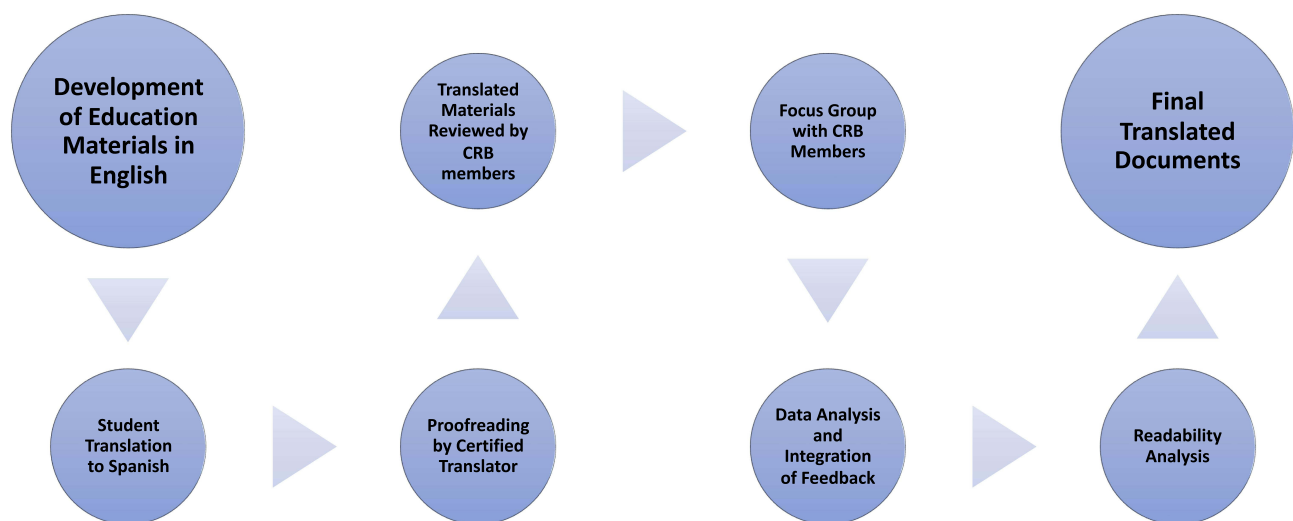 Development
of Education
Materials in
English
Student
Translation
to Spanish
Proofreading
by Certified
Translator
Translated
Materials
Reviewed by
CRB
members
Focus Group
with CRB
Members
Data Analysis
and
Integration
of Feedback
Readability
Analysis
Final
Translated
Documents